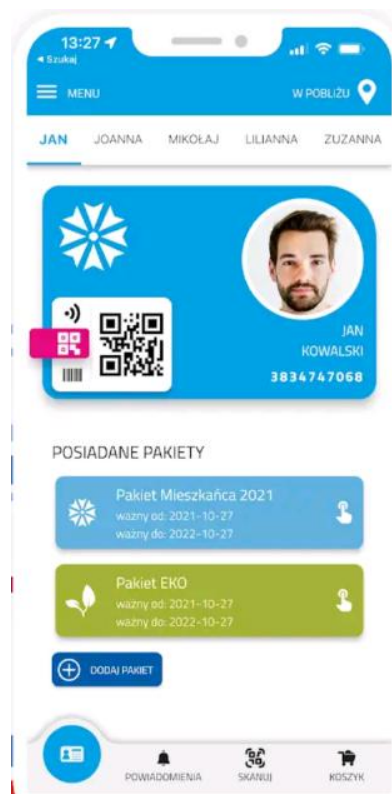 13:27
◂ Szukaj
MENU
W POBLIŻU
JAN JOANNA MIKOŁAJ LILIANNA ZUZANNA
JAN
KOWALSKI
3834747068
POSIADANE PAKIETY
Pakiet Mieszkańca 2021
ważny od: 2021-10-27
ważny do: 2022-10-27
Pakiet EKO
ważny od: 2021-10-27
ważny do: 2022-10-27
DODAJ PAKIET
POWIADOMIENIA SKANUJ KOSZYK